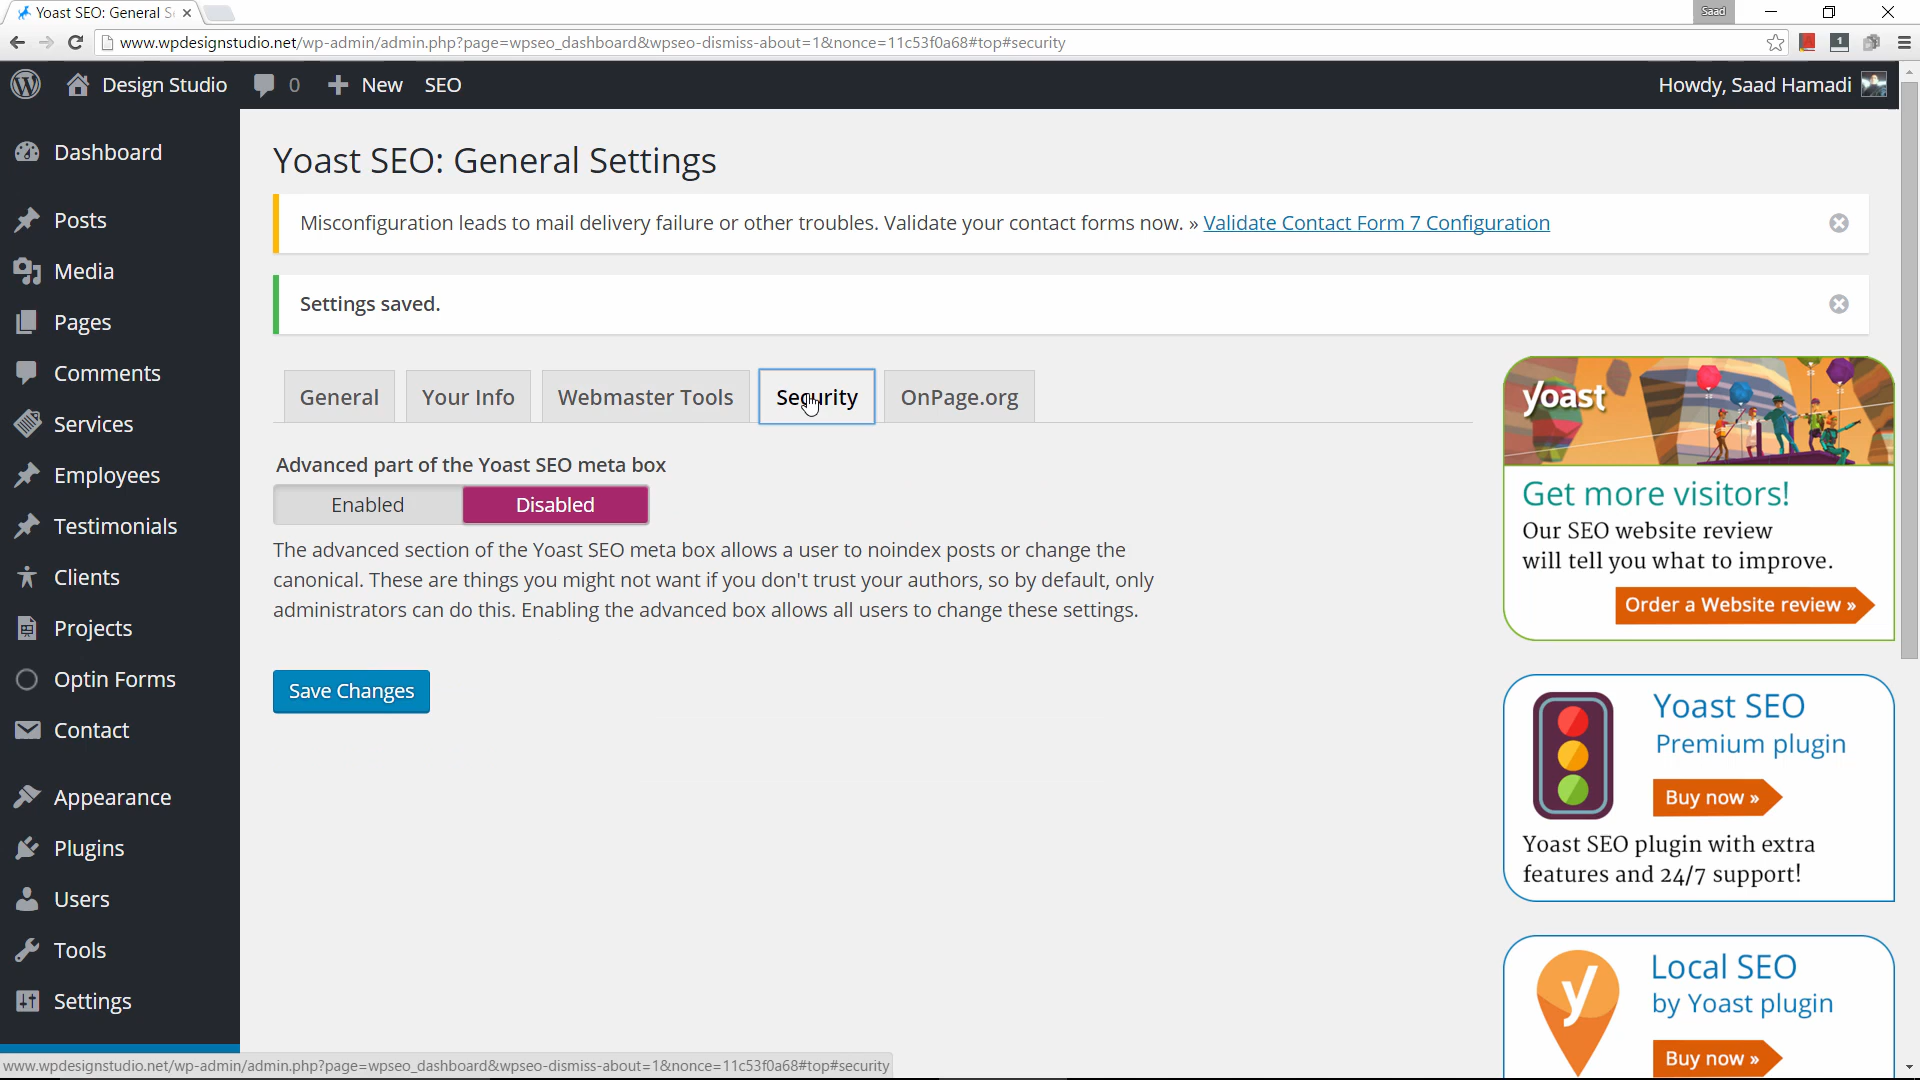 Yoast SEO: General S
Saad
www.wpdesignstudio.net/wp-admin/admin.php?page=wpseo_dashboard&wpseo-dismiss-about=1&nonce=11c53f0a68#top#security
1
Design Studio
0
New
SEO
Howdy, Saad Hamadi
Dashboard
Posts
Media
Pages
Comments
Services
Employees
Testimonials
Clients
Projects
Optin Forms
Contact
Appearance
Plugins
Users
Tools
Settings
Yoast SEO: General Settings
Misconfiguration leads to mail delivery failure or other troubles. Validate your contact forms now. » Validate Contact Form 7 Configuration
Settings saved.
General
Your Info
Webmaster Tools
Security
OnPage.org
Advanced part of the Yoast SEO meta box
Enabled
Disabled
The advanced section of the Yoast SEO meta box allows a user to noindex posts or change the
canonical. These are things you might not want if you don't trust your authors, so by default, only
administrators can do this. Enabling the advanced box allows all users to change these settings.
Save Changes
yoast
Get more visitors!
Our SEO website review
will tell you what to improve.
Order a Website review »
Yoast SEO
Premium plugin
Buy now »
Yoast SEO plugin with extra
features and 24/7 support!
y
Local SEO
by Yoast plugin
Buy now »
www.wpdesignstudio.net/wp-admin/admin.php?page=wpseo_dashboard&wpseo-dismiss-about=1&nonce=11c53f0a68#top#security